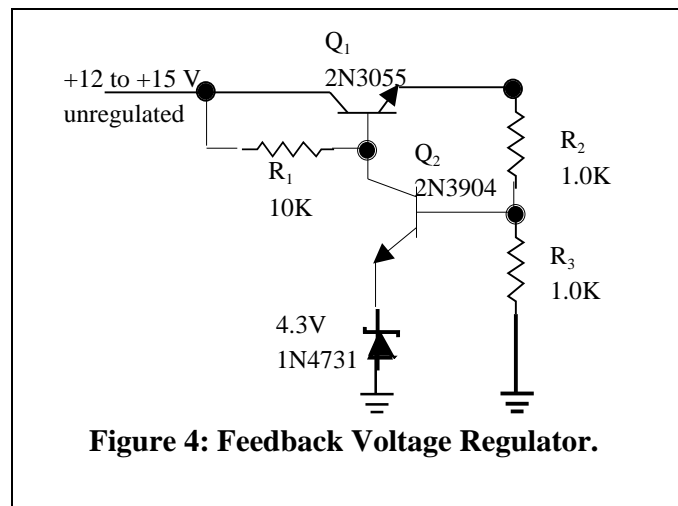 Q₁
+12 to +15 V
2N3055
unregulated
Q₂
R₂
R₁
2N3904
1.0K
10K
R₃
1.0K
4.3V
1N4731
Figure 4: Feedback Voltage Regulator.